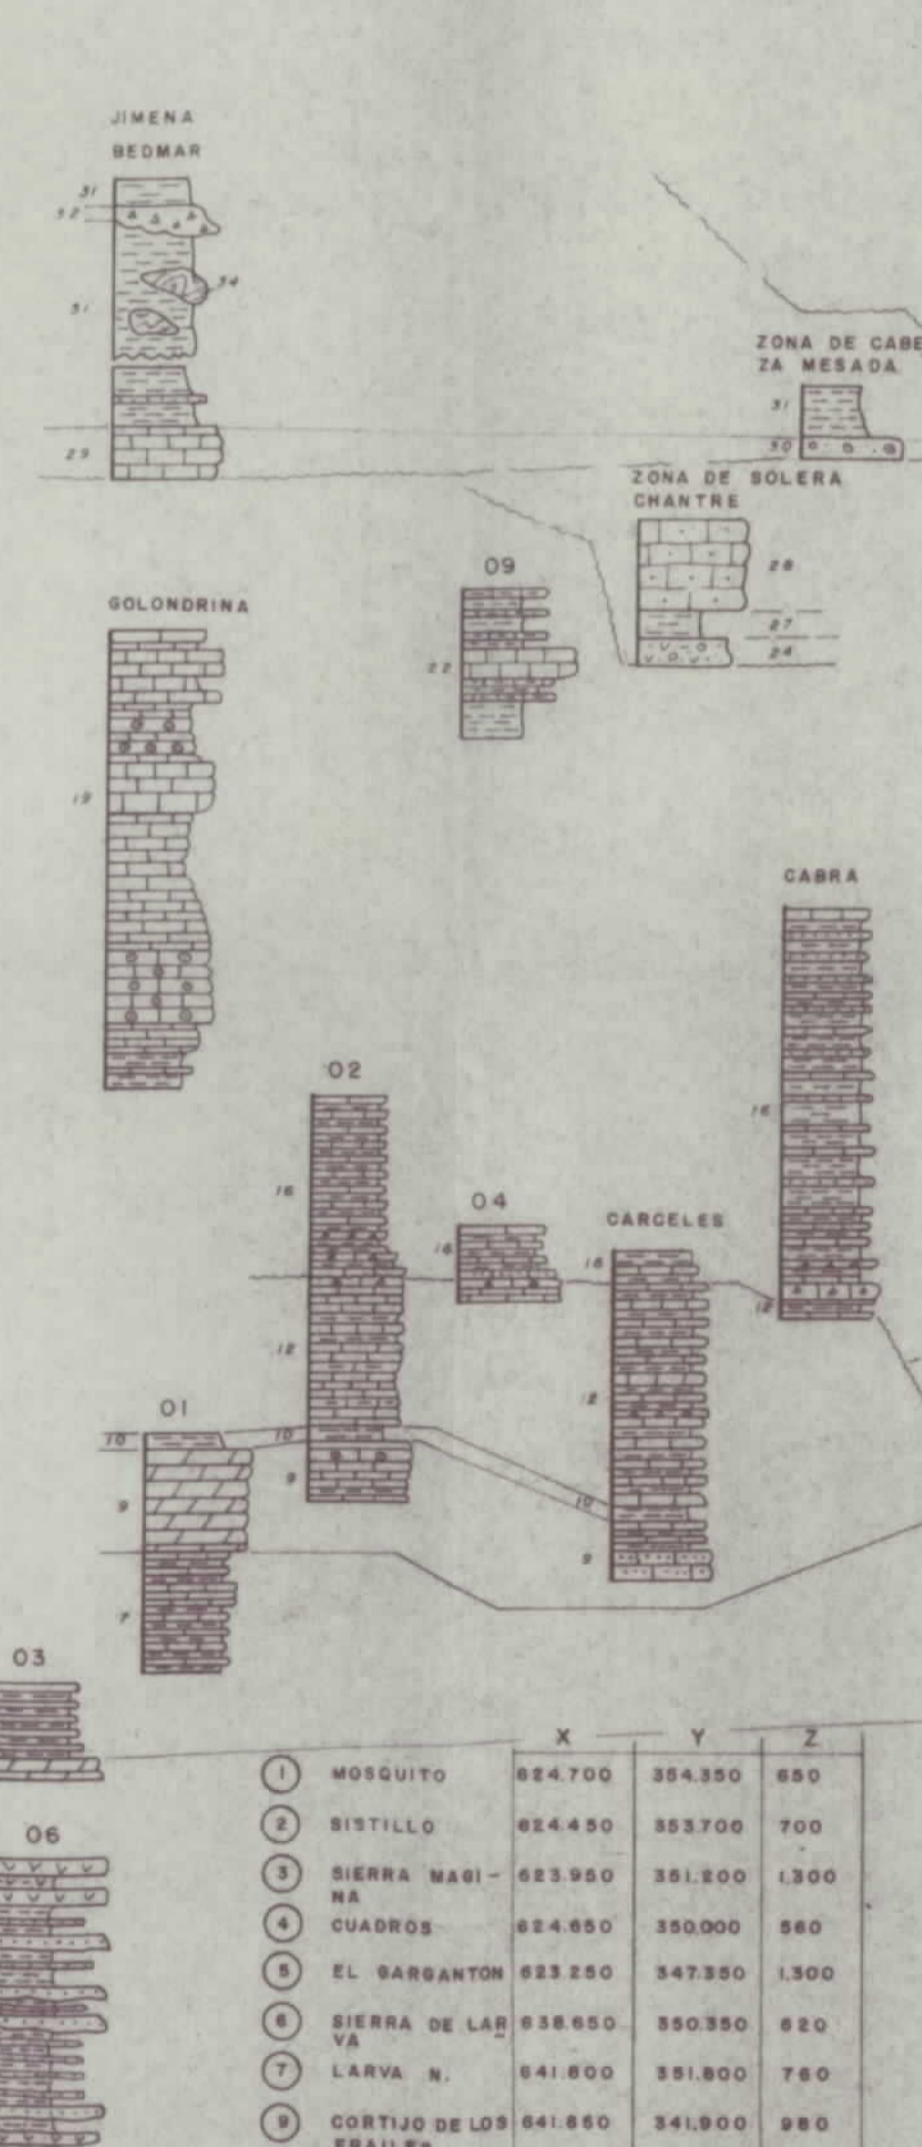 JIMENA
BEDMAR
31
32
34
31
29
ZONA DE CABE
ZA MESADA
31
30
ZONA DE SOLERA
CHANTRE
28
27
24
09
22
GOLONDRINA
19
CABRA
16
12
02
16
12
10
9
04
16
CARCELES
16
12
10
9
01
10
9
7
03
06
X Y Z
1 MOSQUITO 624.700 354.350 650
2 SISTILLO 624.450 353.700 700
3 SIERRA MAGI- 623.950 351.200 1.300
NA
4 CUADROS 624.650 350.000 560
5 EL GARGANTON 623.250 347.350 1.300
6 SIERRA DE LAR 638.650 350.350 620
VA
7 LARVA N. 641.600 351.800 760
9 CORTIJO DE LOS 641.650 341.900 980
FRAILES